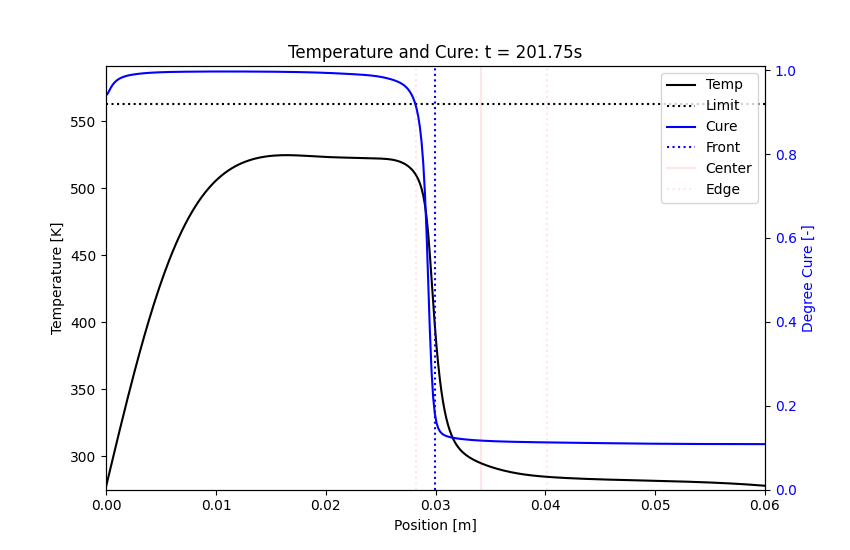 Temperature and Cure: t = 201.75s
Temperature [K]
550
500
450
400
350
300
Temp
Limit
Cure
Front
Center
Edge
1.0
0.8
0.6
0.4
0.2
0.0
Degree Cure [-]
0.00 0.01 0.02 0.03 0.04 0.05 0.06
Position [m]